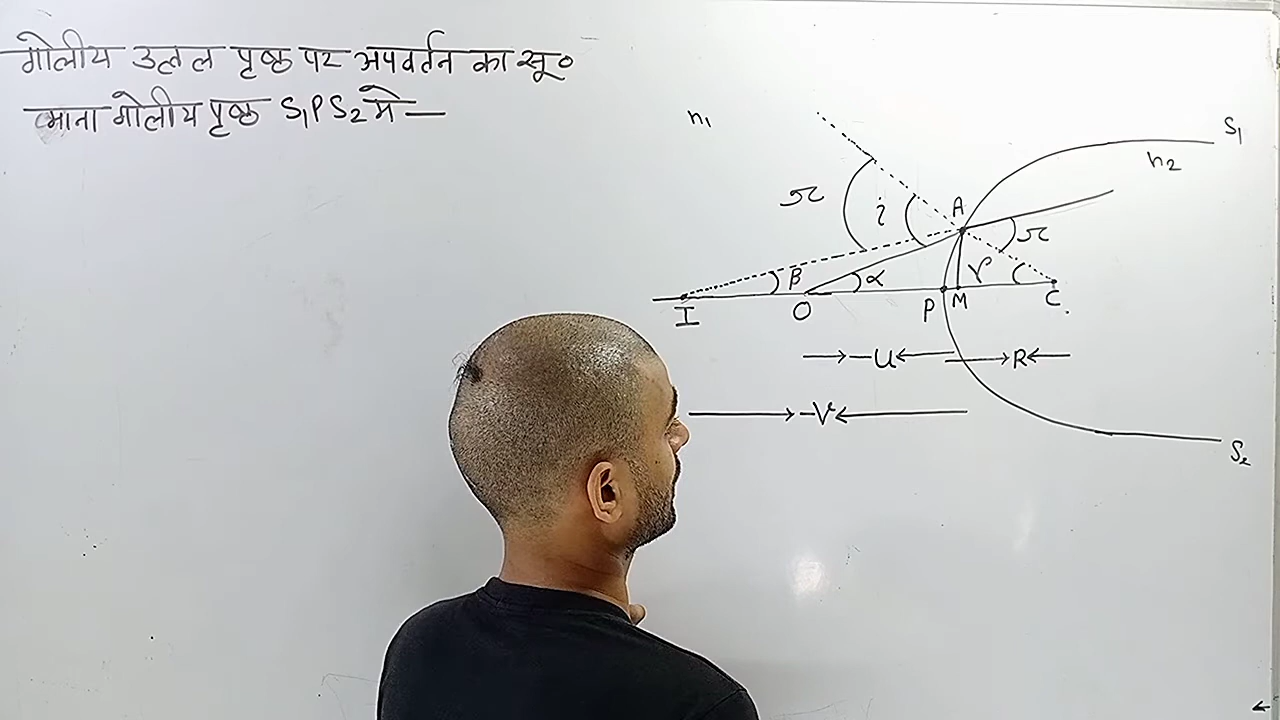 गोलीय उत्तल पृष्ठ पर अपवर्तन का सू०
माना गोलीय पृष्ठ S₁PS₂ में —
n₁
S₁
n₂
r
i
A
r
β
α
γ
I
O
P
M
C
-u
R
-v
S₂